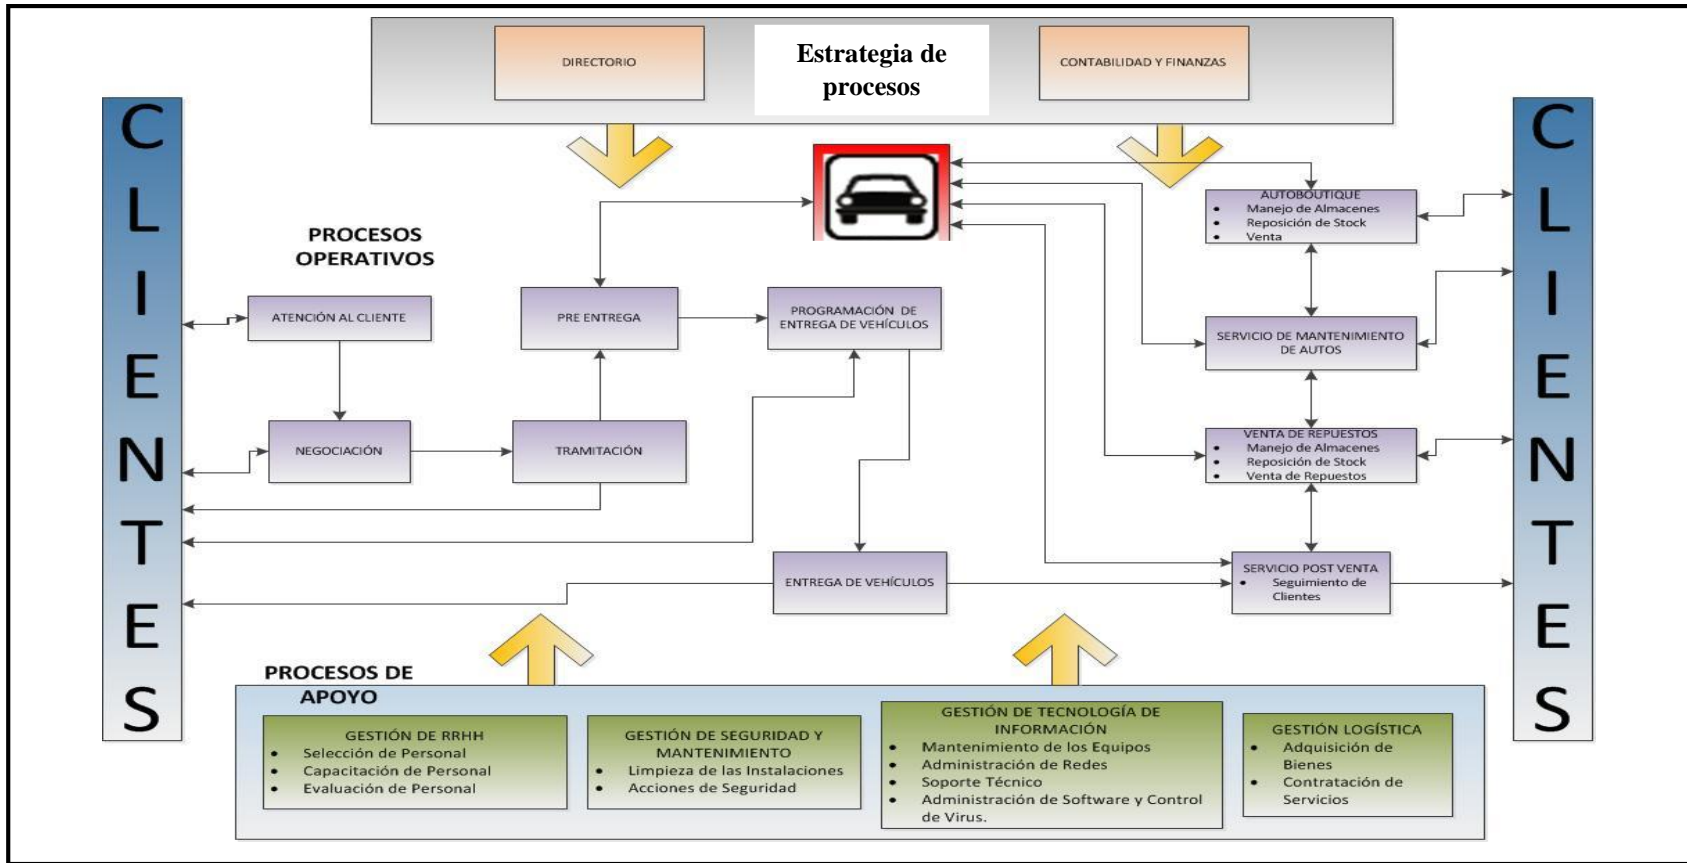 DIRECTORIO
Estrategia de
procesos
CONTABILIDAD Y FINANZAS
CLIENTES
PROCESOS
OPERATIVOS
ATENCIÓN AL CLIENTE
PRE ENTREGA
PROGRAMACIÓN DE
ENTREGA DE VEHÍCULOS
NEGOCIACIÓN
TRAMITACIÓN
ENTREGA DE VEHÍCULOS
AUTOBOUTIQUE
• Manejo de Almacenes
• Reposición de Stock
• Venta
SERVICIO DE MANTENIMIENTO
DE AUTOS
VENTA DE REPUESTOS
• Manejo de Almacenes
• Reposición de Stock
• Venta de Repuestos
SERVICIO POST VENTA
• Seguimiento de
Clientes
CLIENTES
PROCESOS DE
APOYO
GESTIÓN DE RRHH
• Selección de Personal
• Capacitación de Personal
• Evaluación de Personal
GESTIÓN DE SEGURIDAD Y
MANTENIMIENTO
• Limpieza de las Instalaciones
• Acciones de Seguridad
GESTIÓN DE TECNOLOGÍA DE
INFORMACIÓN
• Mantenimiento de los Equipos
• Administración de Redes
• Soporte Técnico
• Administración de Software y Control
de Virus.
GESTIÓN LOGÍSTICA
• Adquisición de
Bienes
• Contratación de
Servicios